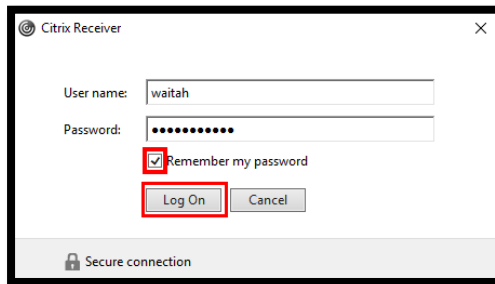 Citrix Receiver
User name: waitah
Password: •••••••••••
Remember my password
Log On Cancel
Secure connection